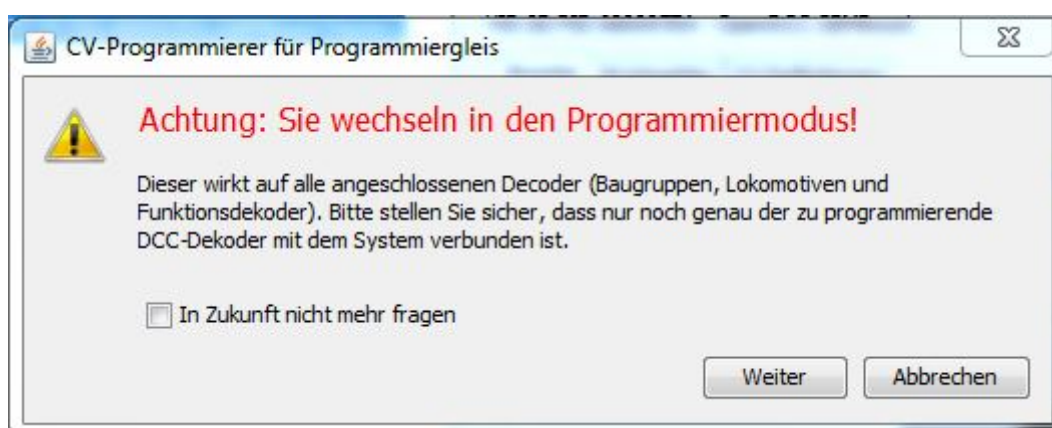 CV-Programmierer für Programmiergleis
Achtung: Sie wechseln in den Programmiermodus!
Dieser wirkt auf alle angeschlossenen Decoder (Baugruppen, Lokomotiven und
Funktionsdekoder). Bitte stellen Sie sicher, dass nur noch genau der zu programmierende
DCC-Dekoder mit dem System verbunden ist.
In Zukunft nicht mehr fragen
Weiter
Abbrechen